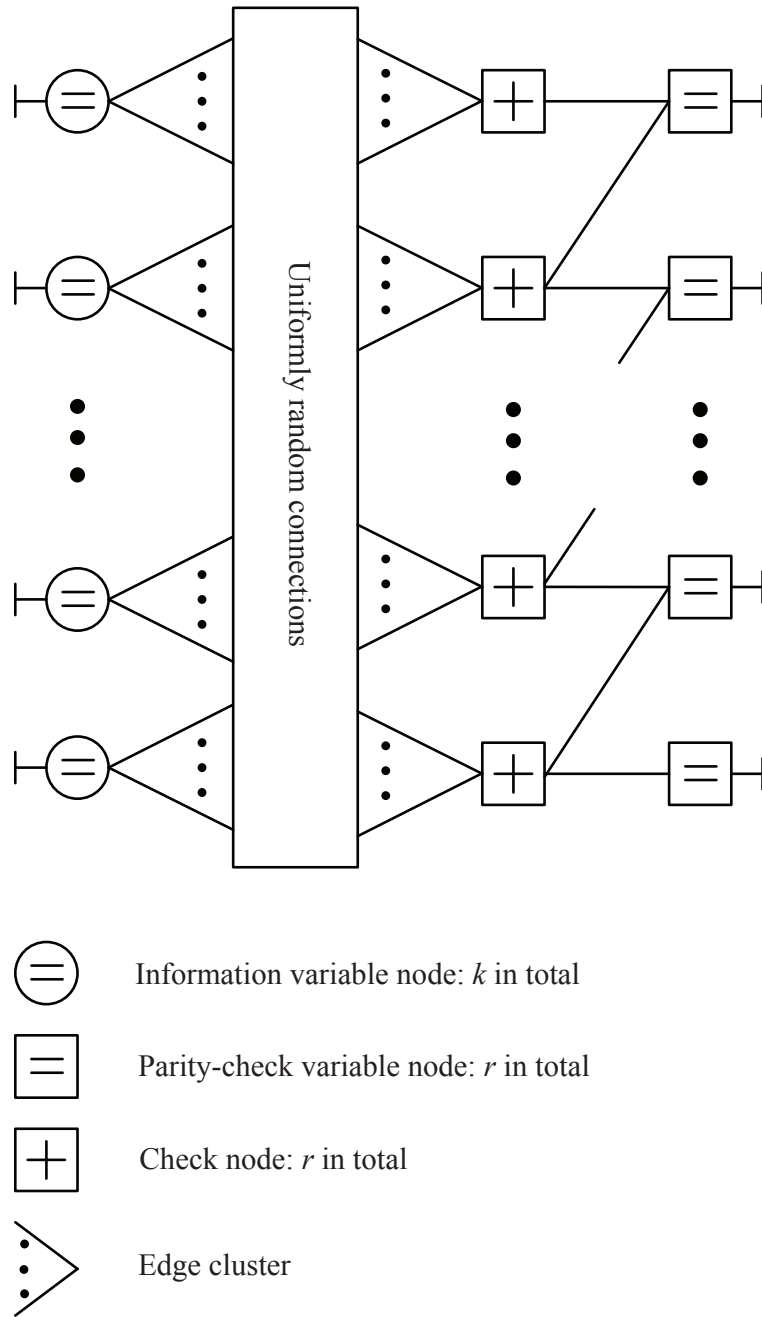 Uniformly random connections
Information variable node: k in total
Parity-check variable node: r in total
Check node: r in total
Edge cluster